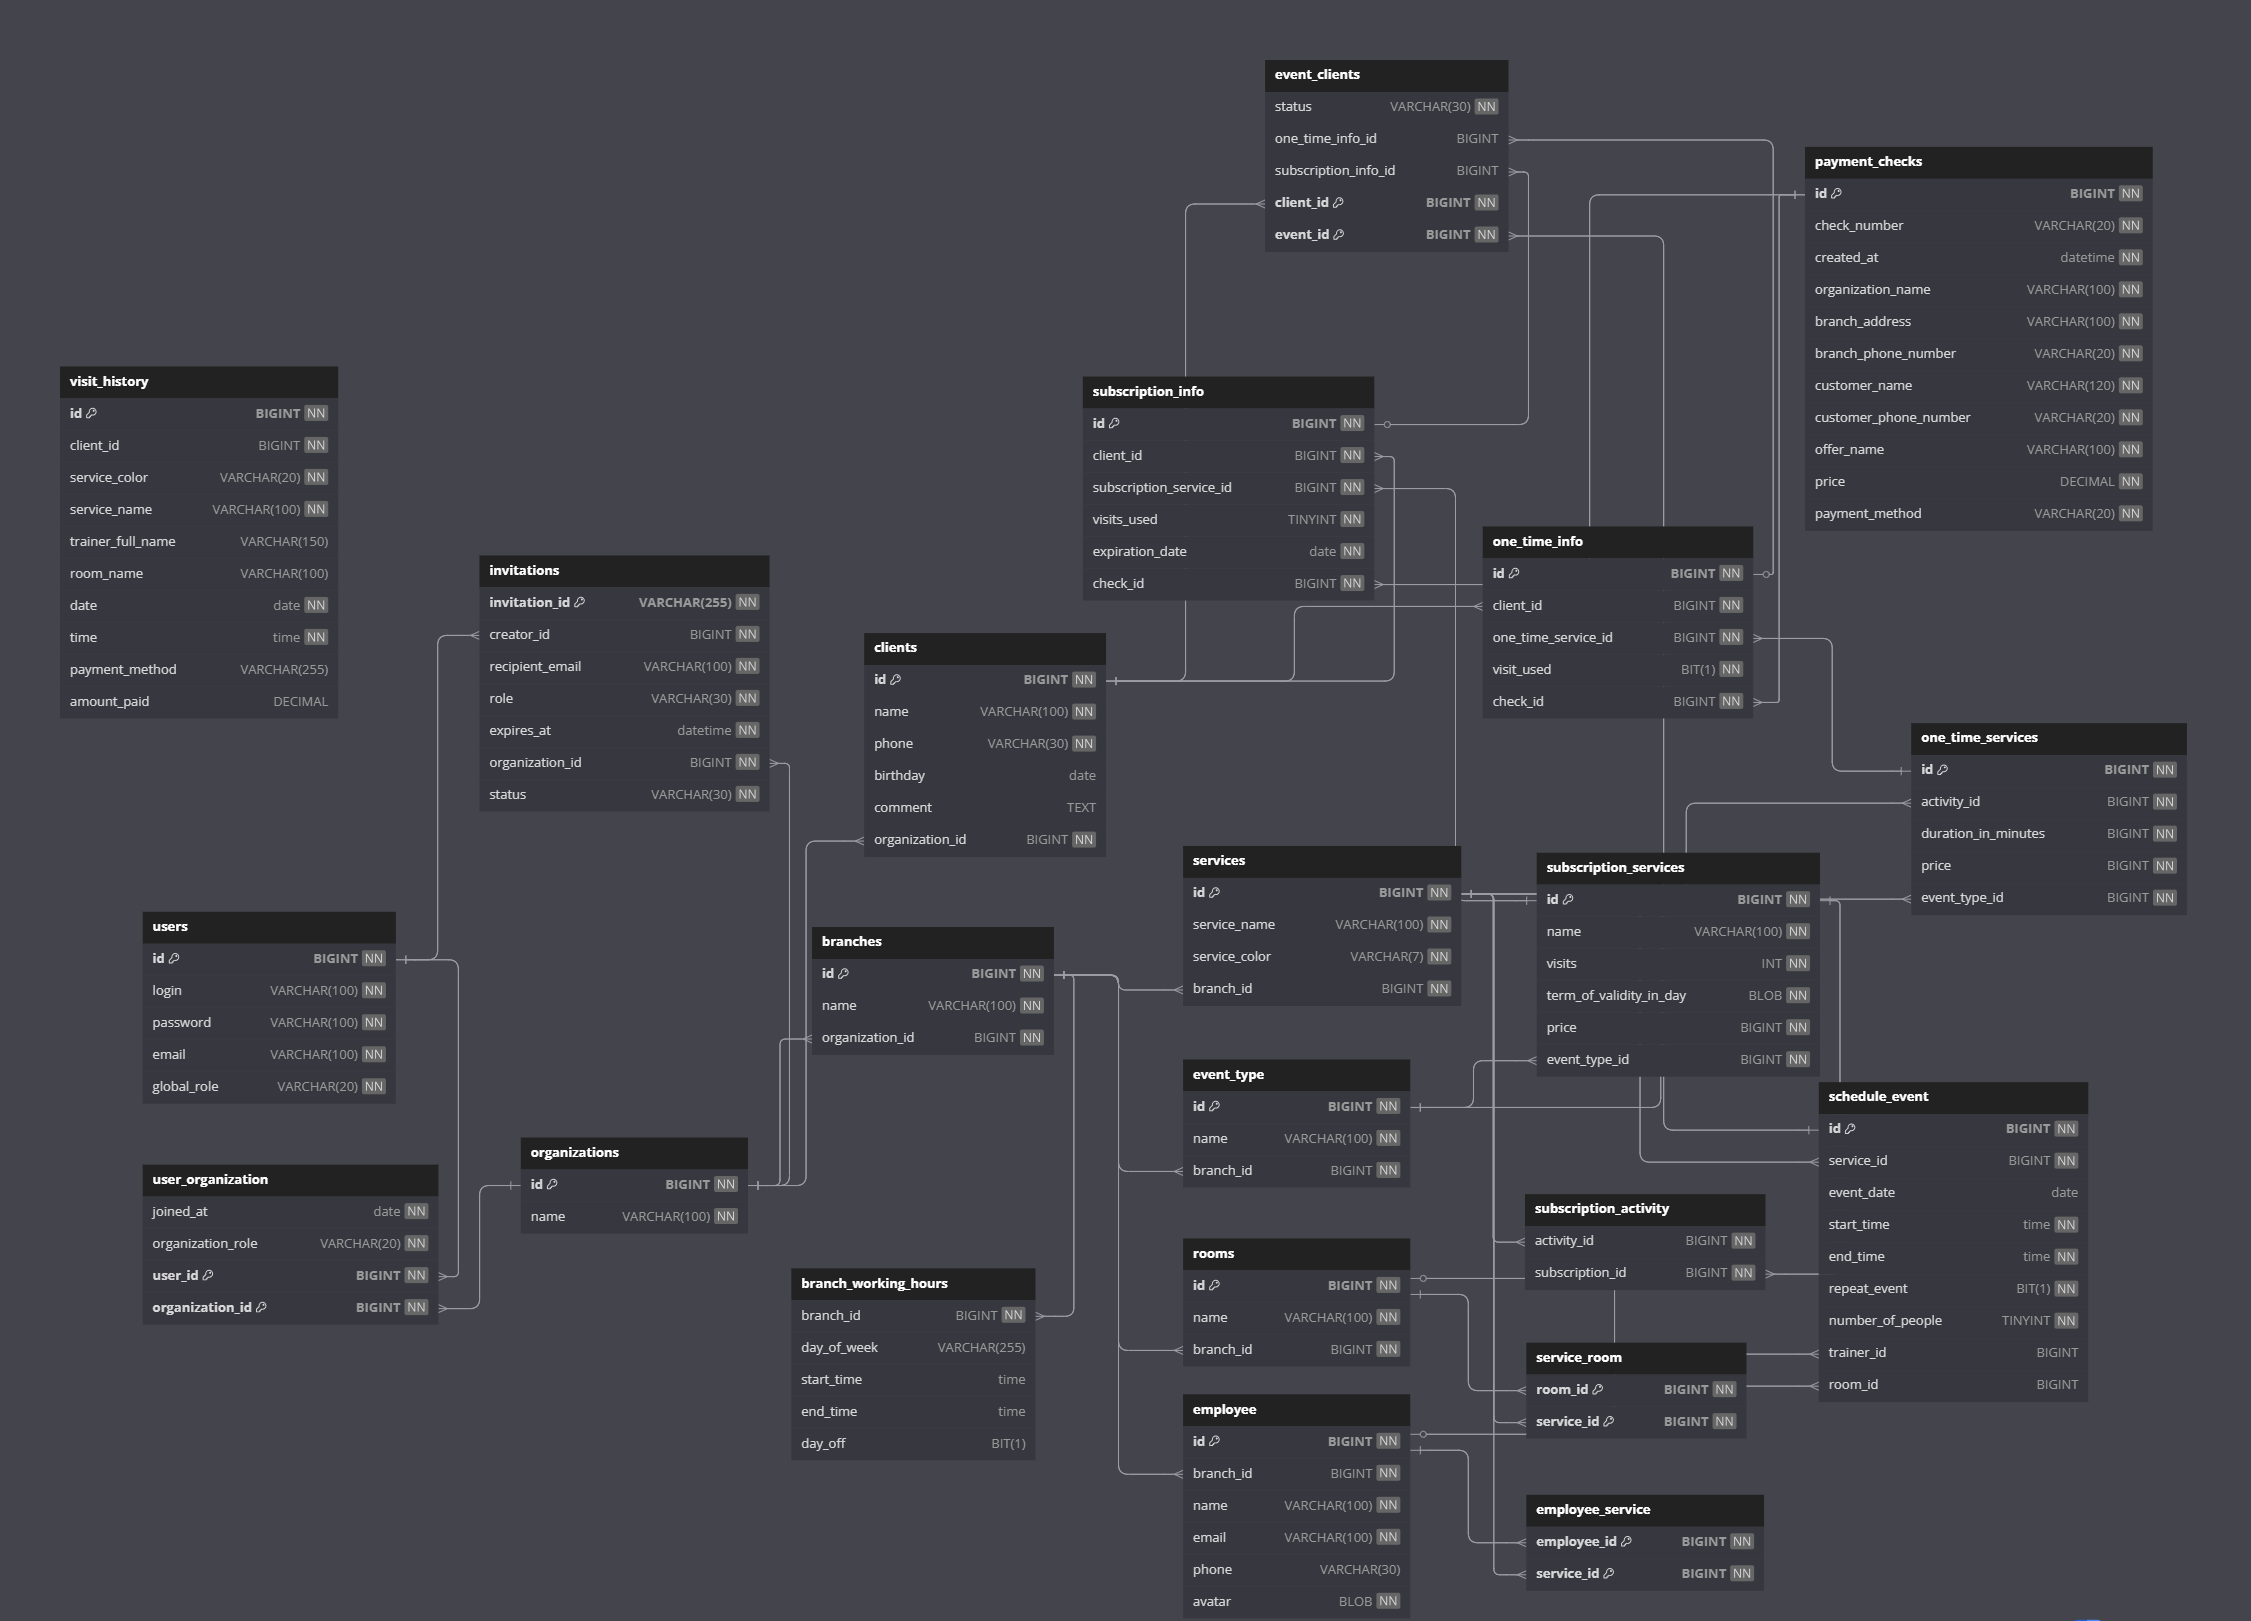 event_clients
status VARCHAR(30) NN
one_time_info_id BIGINT
subscription_info_id BIGINT
client_id BIGINT NN
event_id BIGINT NN
payment_checks
id BIGINT NN
check_number VARCHAR(20) NN
created_at datetime NN
organization_name VARCHAR(100) NN
branch_address VARCHAR(100) NN
branch_phone_number VARCHAR(20) NN
customer_name VARCHAR(120) NN
customer_phone_number VARCHAR(20) NN
offer_name VARCHAR(100) NN
price DECIMAL NN
payment_method VARCHAR(20) NN
visit_history
id BIGINT NN
client_id BIGINT NN
service_color VARCHAR(20) NN
service_name VARCHAR(100) NN
trainer_full_name VARCHAR(150)
room_name VARCHAR(100)
date date NN
time time NN
payment_method VARCHAR(255)
amount_paid DECIMAL
subscription_info
id BIGINT NN
client_id BIGINT NN
subscription_service_id BIGINT NN
visits_used TINYINT NN
expiration_date date NN
check_id BIGINT NN
one_time_info
id BIGINT NN
client_id BIGINT NN
one_time_service_id BIGINT NN
visit_used BIT(1) NN
check_id BIGINT NN
invitations
invitation_id VARCHAR(255) NN
creator_id BIGINT NN
recipient_email VARCHAR(100) NN
role VARCHAR(30) NN
expires_at datetime NN
organization_id BIGINT NN
status VARCHAR(30) NN
clients
id BIGINT NN
name VARCHAR(100) NN
phone VARCHAR(30) NN
birthday date
comment TEXT
organization_id BIGINT NN
one_time_services
id BIGINT NN
activity_id BIGINT NN
duration_in_minutes BIGINT NN
price BIGINT NN
event_type_id BIGINT NN
services
id BIGINT NN
service_name VARCHAR(100) NN
service_color VARCHAR(7) NN
branch_id BIGINT NN
subscription_services
id BIGINT NN
name VARCHAR(100) NN
visits INT NN
term_of_validity_in_day BLOB NN
price BIGINT NN
event_type_id BIGINT NN
users
id BIGINT NN
login VARCHAR(100) NN
password VARCHAR(100) NN
email VARCHAR(100) NN
global_role VARCHAR(20) NN
branches
id BIGINT NN
name VARCHAR(100) NN
organization_id BIGINT NN
event_type
id BIGINT NN
name VARCHAR(100) NN
branch_id BIGINT NN
schedule_event
id BIGINT NN
service_id BIGINT NN
event_date date
start_time time NN
end_time time NN
repeat_event BIT(1) NN
number_of_people TINYINT NN
trainer_id BIGINT
room_id BIGINT
organizations
id BIGINT NN
name VARCHAR(100) NN
user_organization
joined_at date NN
organization_role VARCHAR(20) NN
user_id BIGINT NN
organization_id BIGINT NN
subscription_activity
activity_id BIGINT NN
subscription_id BIGINT NN
rooms
id BIGINT NN
name VARCHAR(100) NN
branch_id BIGINT NN
branch_working_hours
branch_id BIGINT NN
day_of_week VARCHAR(255)
start_time time
end_time time
day_off BIT(1)
service_room
room_id BIGINT NN
service_id BIGINT NN
employee
id BIGINT NN
branch_id BIGINT NN
name VARCHAR(100) NN
email VARCHAR(100) NN
phone VARCHAR(30)
avatar BLOB NN
employee_service
employee_id BIGINT NN
service_id BIGINT NN